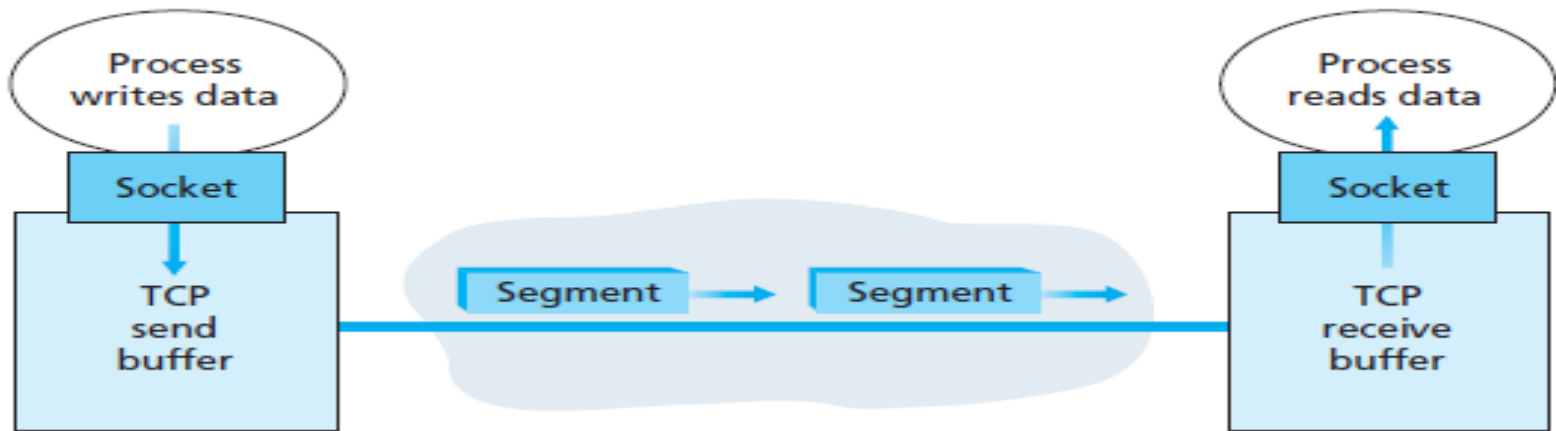 Process
writes data
Socket
TCP
send
buffer
Segment
Segment
Process
reads data
Socket
TCP
receive
buffer